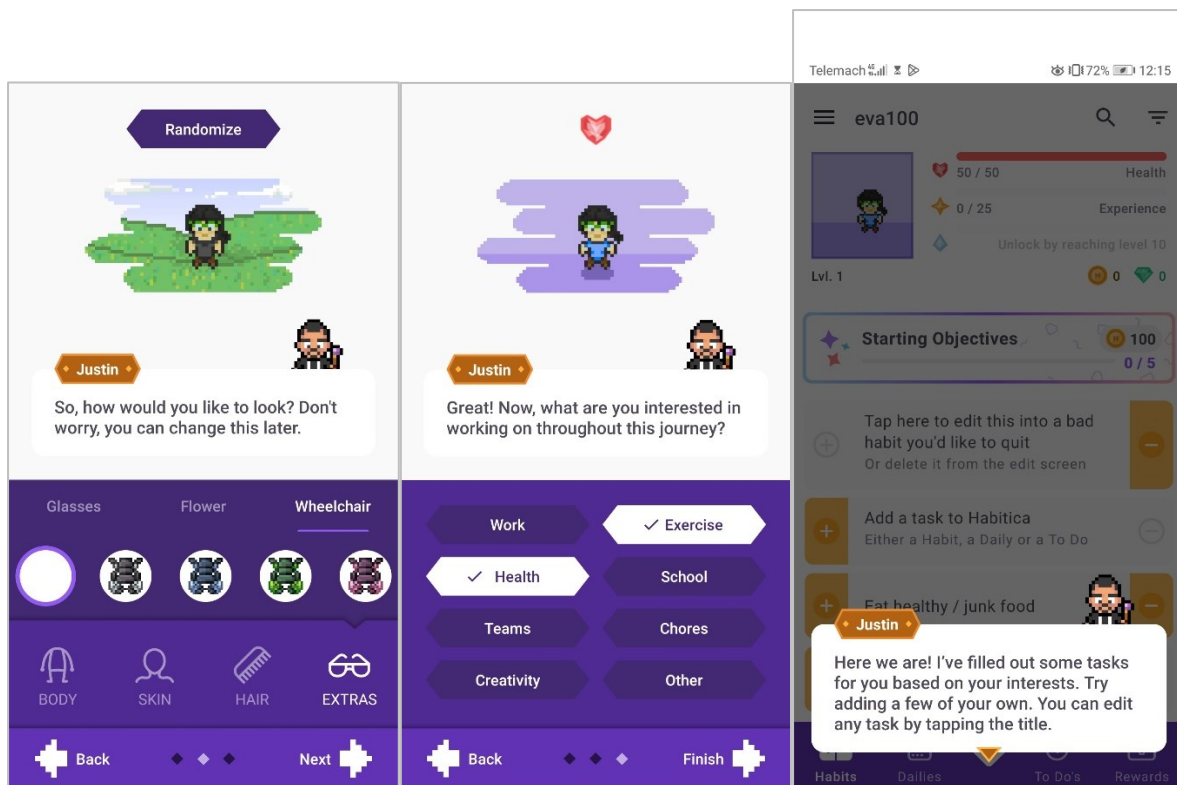 Randomize
Justin
So, how would you like to look? Don't
worry, you can change this later.
Glasses
Flower
Wheelchair
BODY
SKIN
HAIR
EXTRAS
Back
Next
Justin
Great! Now, what are you interested in
working on throughout this journey?
Work
Exercise
Health
School
Teams
Chores
Creativity
Other
Back
Finish
Telemach 4G
72% 12:15
eva100
50 / 50 Health
0 / 25 Experience
Unlock by reaching level 10
Lvl. 1
0
0
Starting Objectives
100
0 / 5
Tap here to edit this into a bad
habit you'd like to quit
Or delete it from the edit screen
Add a task to Habitica
Either a Habit, a Daily or a To Do
Eat healthy / junk food
Justin
Here we are! I've filled out some tasks
for you based on your interests. Try
adding a few of your own. You can edit
any task by tapping the title.
Habits
Dailies
To Do's
Rewards